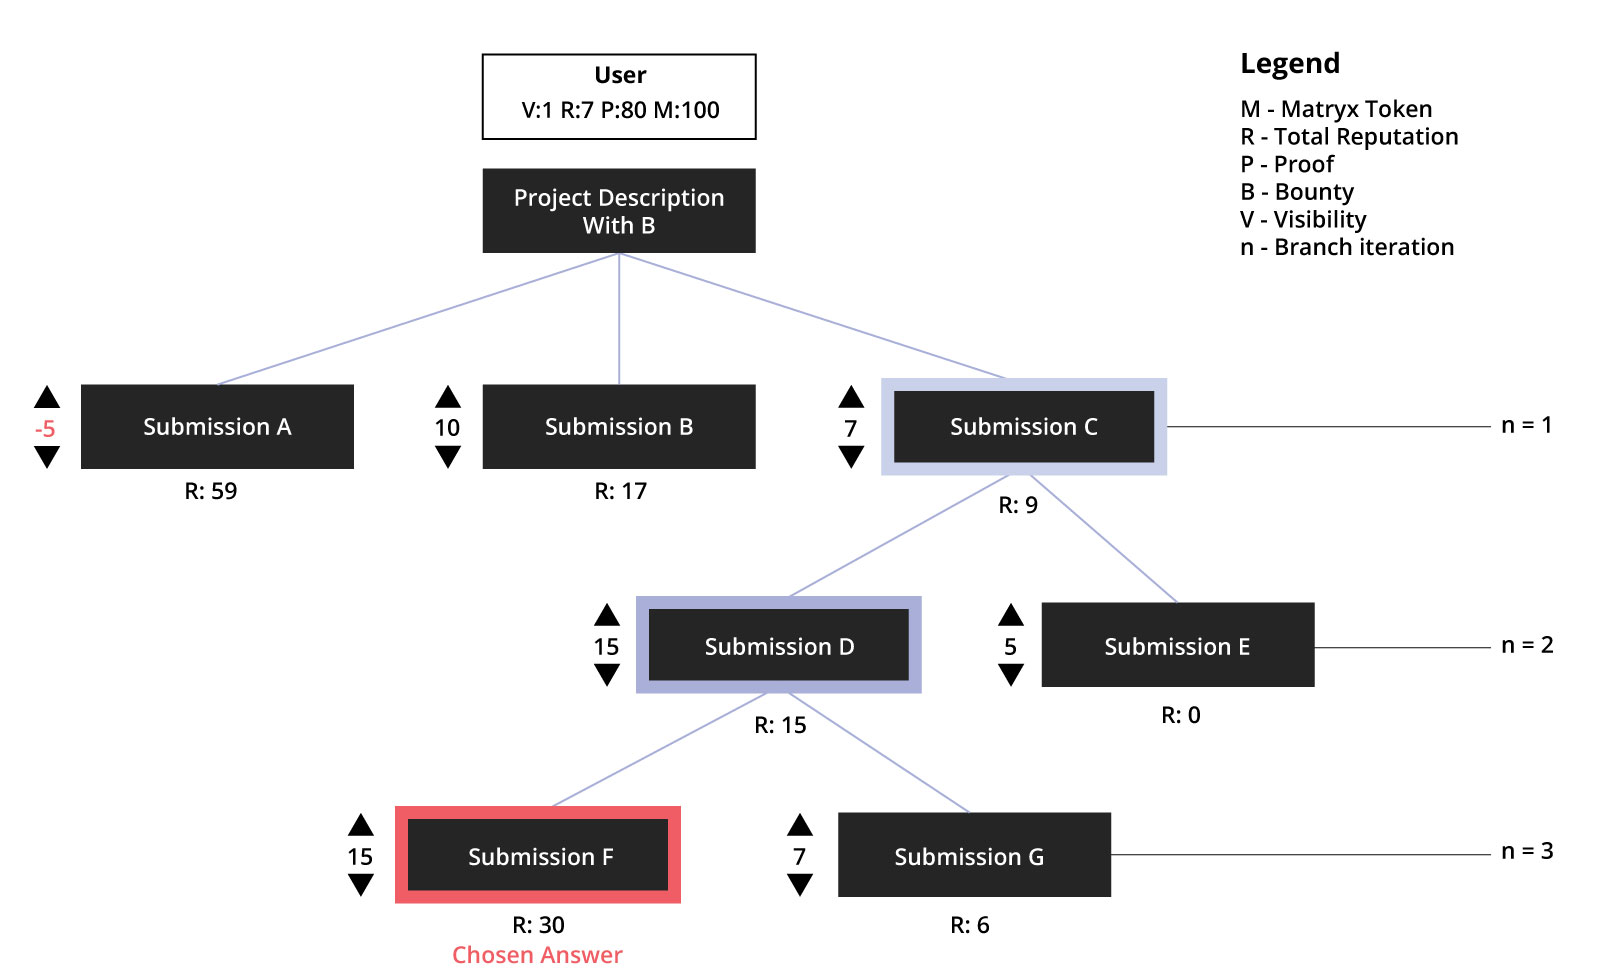 User
V:1 R:7 P:80 M:100
Project Description
With B
Legend
M - Matryx Token
R - Total Reputation
P - Proof
B - Bounty
V - Visibility
n - Branch iteration
-5
Submission A
R: 59
10
Submission B
R: 17
7
Submission C
R: 9
n = 1
15
Submission D
R: 15
5
Submission E
R: 0
n = 2
15
Submission F
R: 30
Chosen Answer
7
Submission G
R: 6
n = 3